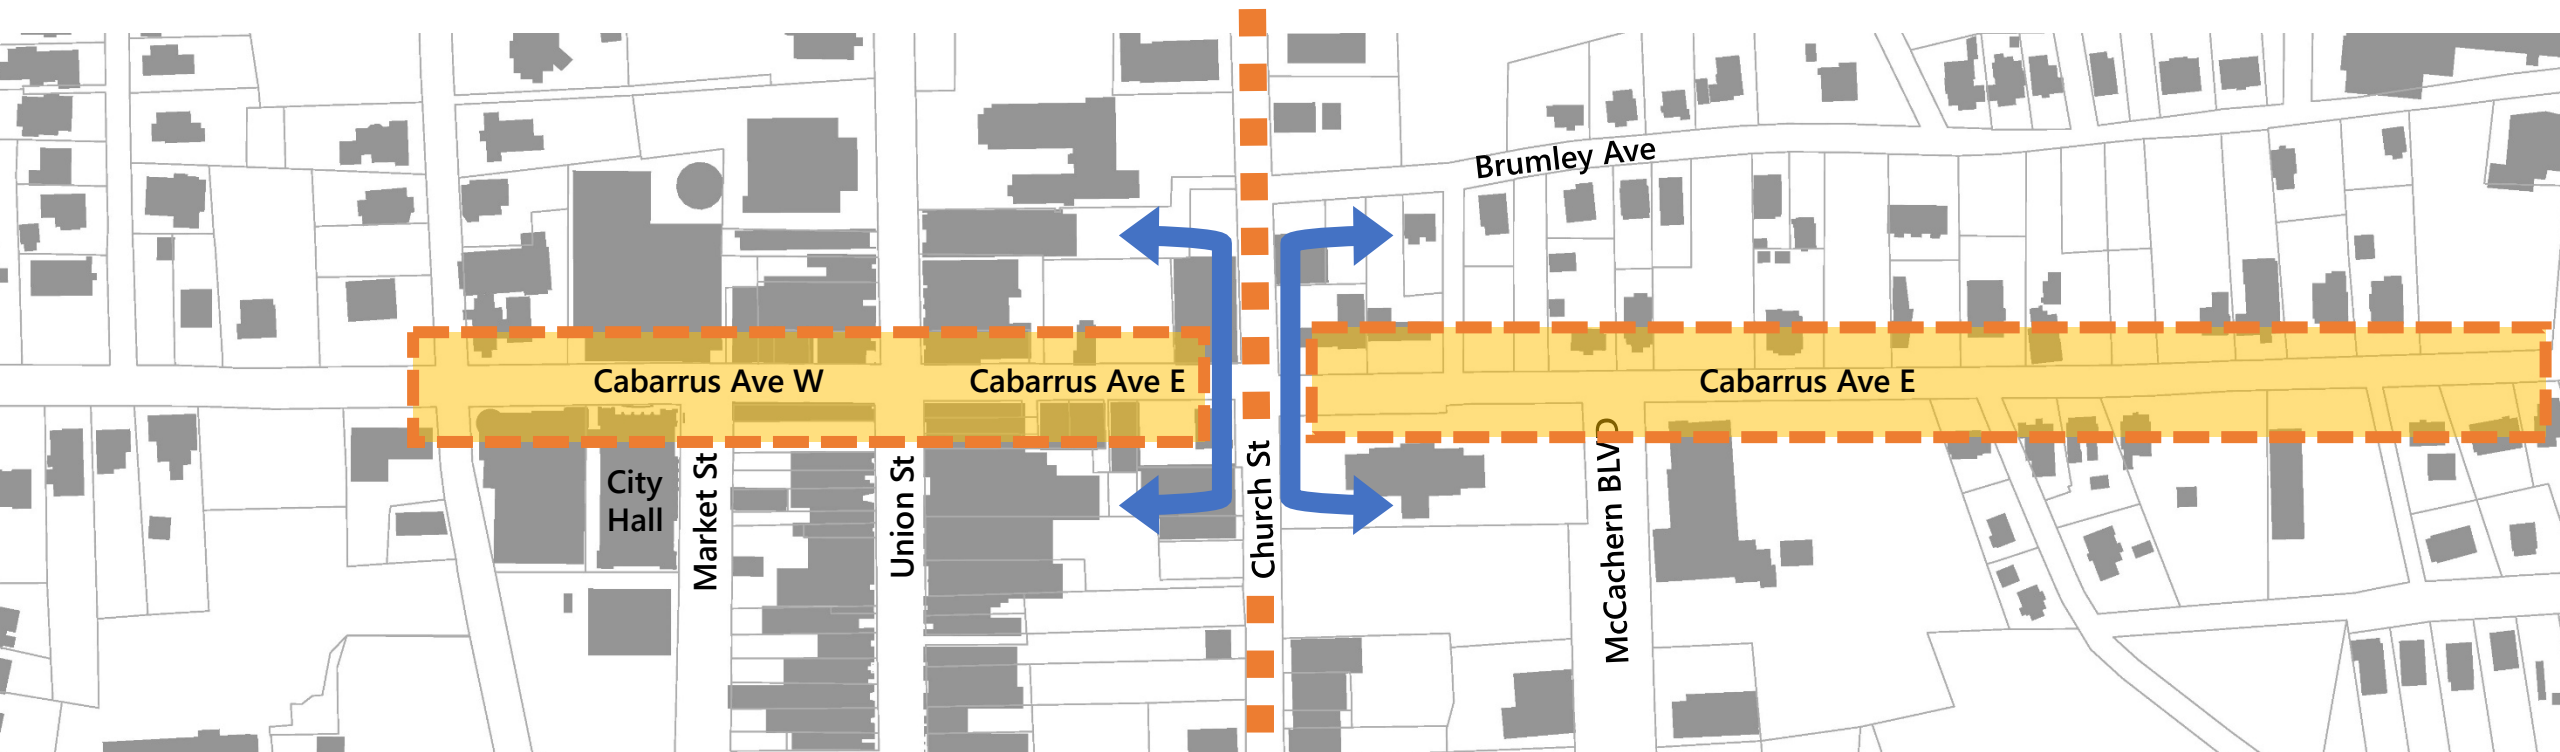 Brumley Ave
Cabarrus Ave W
Cabarrus Ave E
Cabarrus Ave E
City
Hall
Market St
Union St
Church St
McCachern BLVD